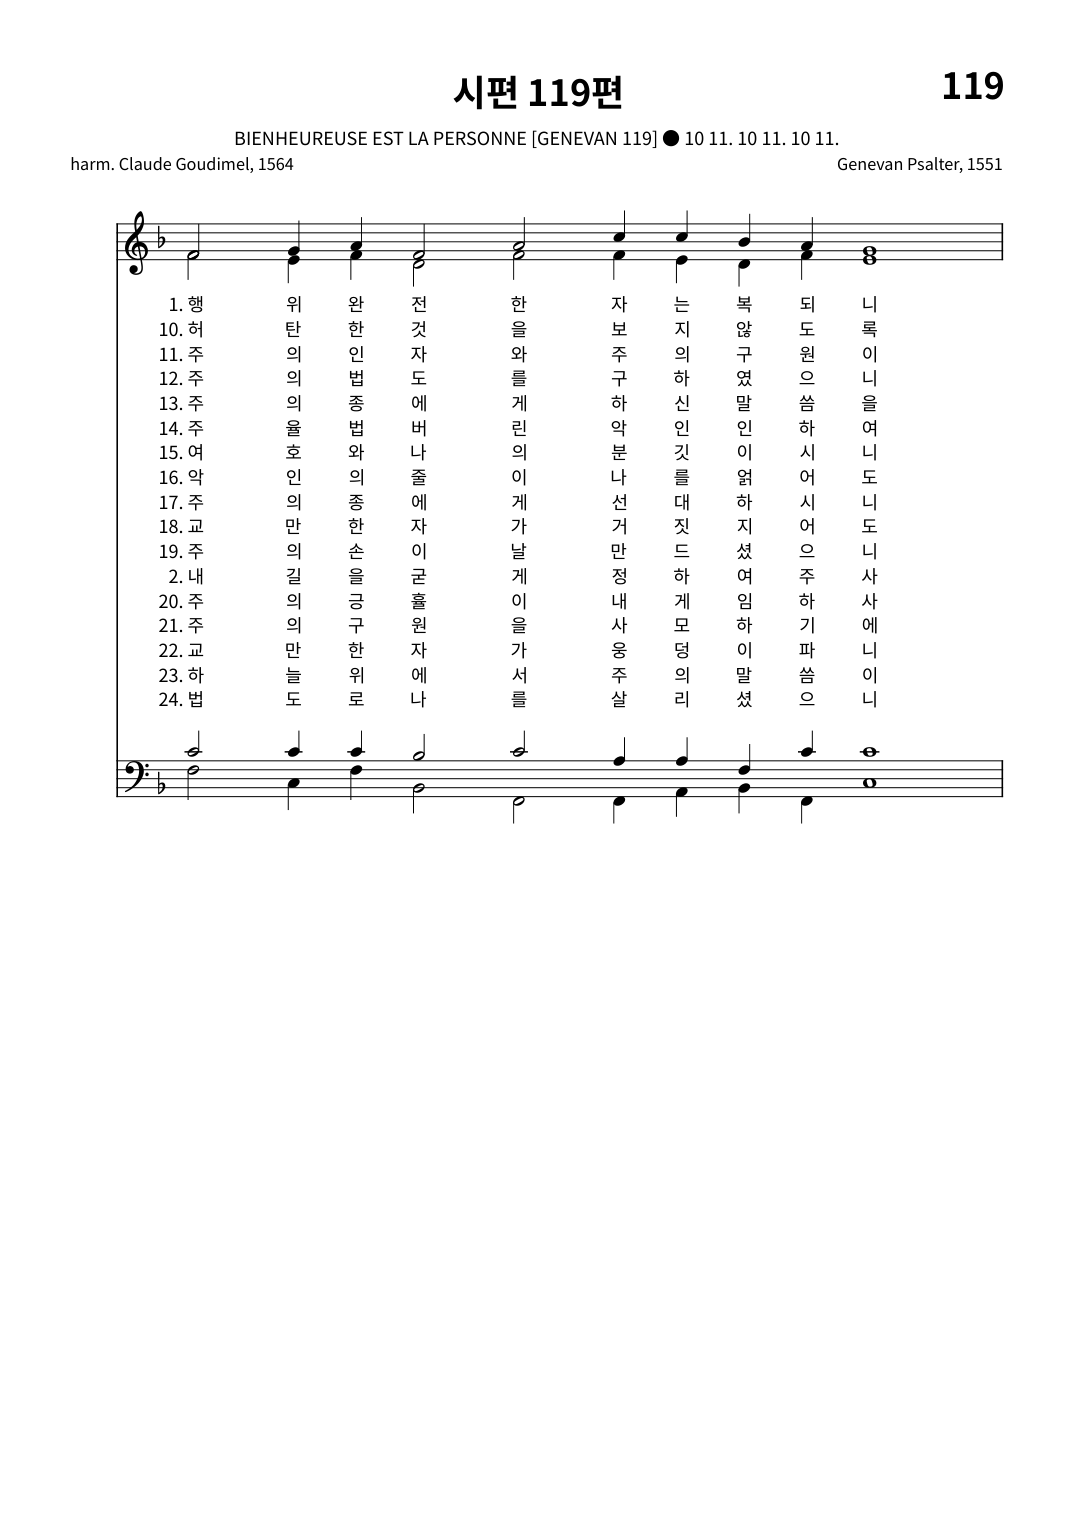 시편 119편
119
BIENHEUREUSE EST LA PERSONNE [GENEVAN 119] ● 10 11. 10 11. 10 11.
harm. Claude Goudimel, 1564
Genevan Psalter, 1551
1. 행 위 완 전 한 자 는 복 되 니
10. 허 탄 한 것 을 보 지 않 도 록
11. 주 의 인 자 와 주 의 구 원 이
12. 주 의 법 도 를 구 하 였 으 니
13. 주 의 종 에 게 하 신 말 씀 을
14. 주 율 법 버 린 악 인 인 하 여
15. 여 호 와 나 의 분 깃 이 시 니
16. 악 인 의 줄 이 나 를 얽 어 도
17. 주 의 종 에 게 선 대 하 시 니
18. 교 만 한 자 가 거 짓 지 어 도
19. 주 의 손 이 날 만 드 셨 으 니
2. 내 길 을 굳 게 정 하 여 주 사
20. 주 의 긍 휼 이 내 게 임 하 사
21. 주 의 구 원 을 사 모 하 기 에
22. 교 만 한 자 가 웅 덩 이 파 니
23. 하 늘 위 에 서 주 의 말 씀 이
24. 법 도 로 나 를 살 리 셨 으 니